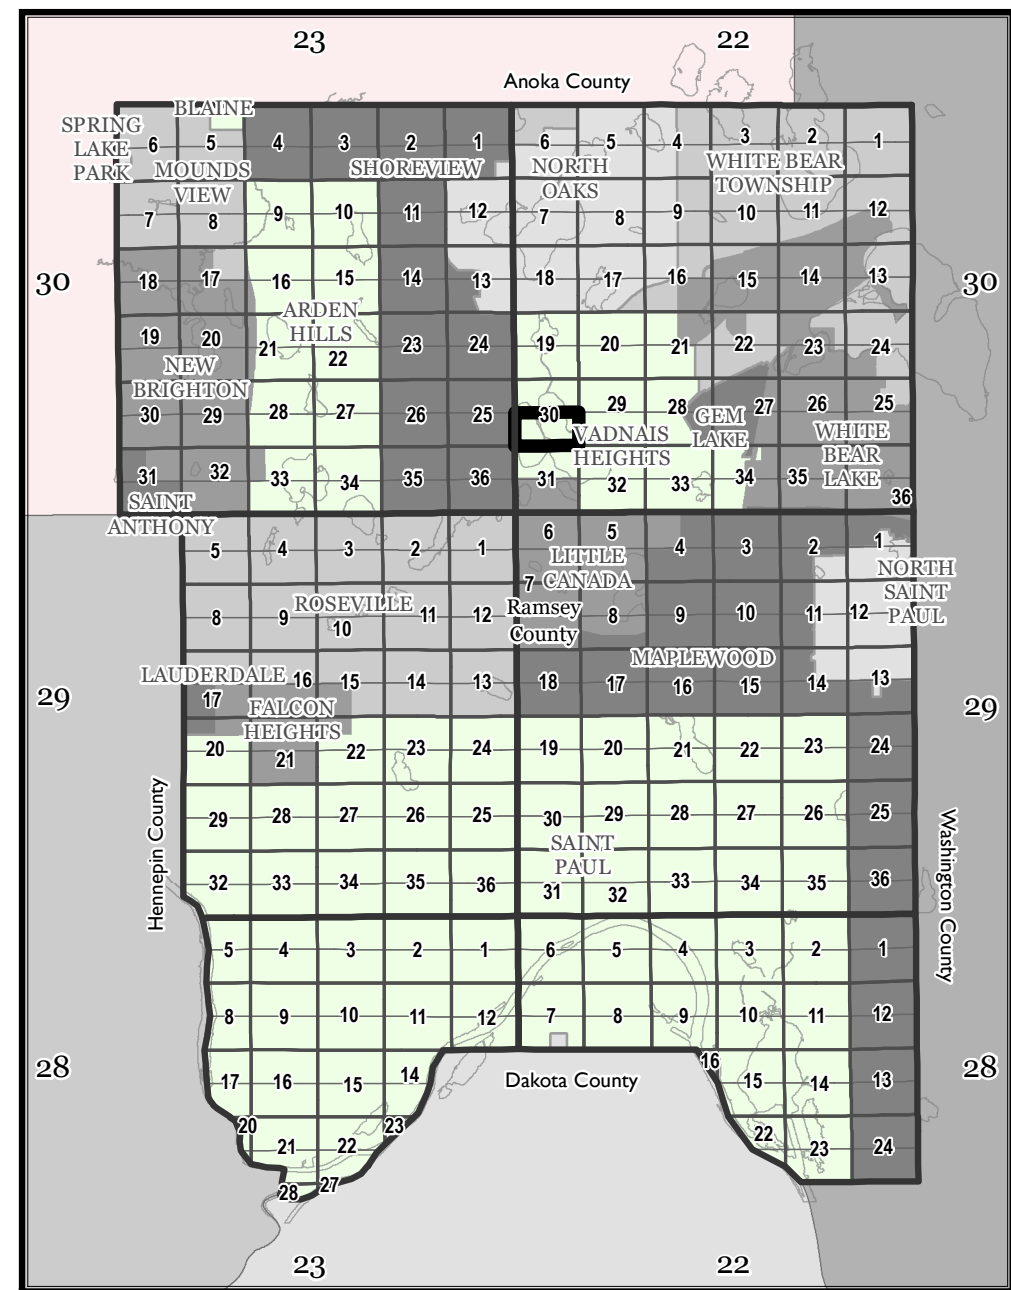 23 22
Anoka County
BLAINE
SPRING
LAKE
PARK
6 5 4 3 2 1 6 5 4 3 2 1
MOUNDS
VIEW
SHOREVIEW
NORTH
OAKS
WHITE BEAR
TOWNSHIP
7 8 9 10 11 12 7 8 9 10 11 12
30 18 17 16 15 14 13 18 17 16 15 14 13 30
ARDEN
HILLS
19 20 21 22 23 24 19 20 21 22 23 24
NEW
BRIGHTON
30 29 28 27 26 25 30 29 28 27 26 25
GEM
LAKE
VADNAIS
HEIGHTS
WHITE
BEAR
LAKE
31 32 33 34 35 36 31 32 33 34 35 36
SAINT
ANTHONY
5 4 3 2 1 6 5 4 3 2 1
LITTLE
CANADA
NORTH
SAINT
PAUL
8 9 10 11 12 7 8 9 10 11 12
ROSEVILLE
Ramsey
County
MAPLEWOOD
LAUDERDALE
29 17 16 15 14 13 18 17 16 15 14 13 29
FALCON
HEIGHTS
20 21 22 23 24 19 20 21 22 23 24
29 28 27 26 25 30 29 28 27 26 25
Hennepin County
Washington County
SAINT
PAUL
32 33 34 35 36 31 32 33 34 35 36
5 4 3 2 1 6 5 4 3 2 1
8 9 10 11 12 7 8 9 10 11 12
28 17 16 15 14 16 15 14 13 28
Dakota County
20 21 22 23 22 23 24
28 27
23 22